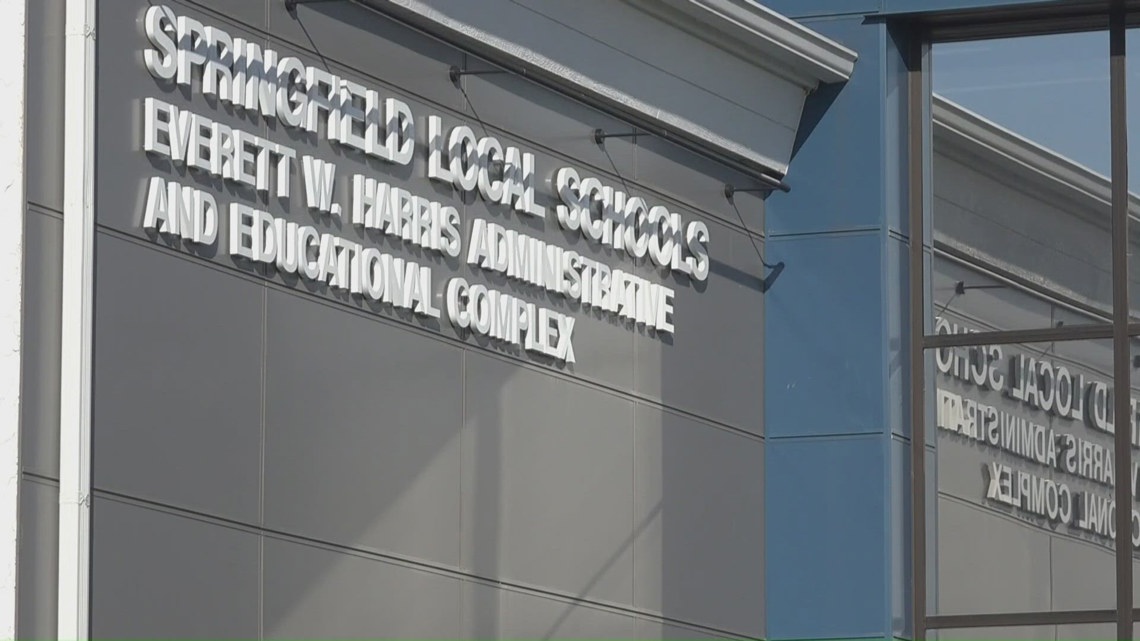 SPRINGFIELD LOCAL SCHOOLS
EVERETT W. HARRIS ADMINISTRATIVE
AND EDUCATIONAL COMPLEX